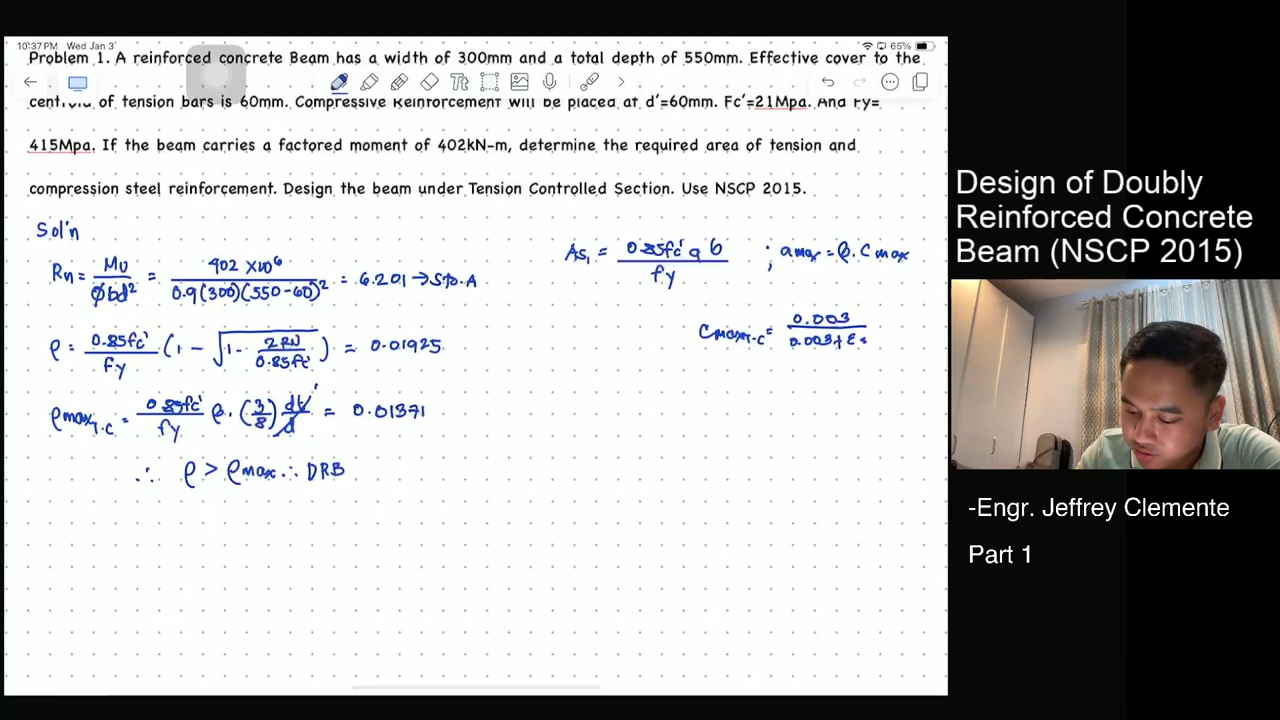 10:37PM Wed Jan 3
65%
Problem 1. A reinforced concrete Beam has a width of 300mm and a total depth of 550mm. Effective cover to the
centroid of tension bars is 60mm. Compressive Reinforcement will be placed at d'=60mm. Fc'=21Mpa. And Fy=
415Mpa. If the beam carries a factored moment of 402kN-m, determine the required area of tension and
compression steel reinforcement. Design the beam under Tension Controlled Section. Use NSCP 2015.
Sol'n
Rn = Mu/ϕbd² = 402 x10⁶/0.9(300)(550-60)² = 6.201 → Sto. A
ρ = 0.85fc'/fy (1 - √(1 - 2RN/0.85fc')) = 0.01925
ρmax T.C = 0.85fc'/fy β₁ (3/8) dt/d = 0.01371
∴ ρ > ρmax ∴ DRB
As₁ = 0.85fc' a b/fy ; amax = β₁ Cmax
Cmax T.C = 0.003/0.003+Ɛ
Design of Doubly
Reinforced Concrete
Beam (NSCP 2015)
-Engr. Jeffrey Clemente
Part 1